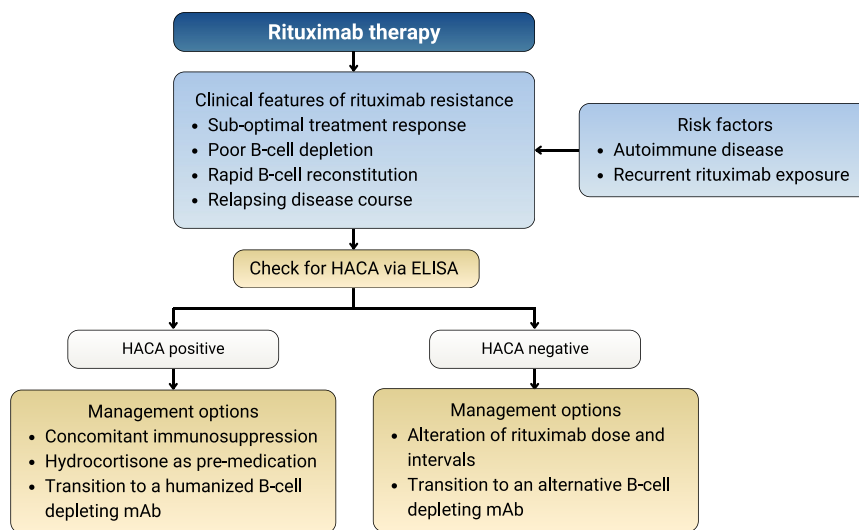 Rituximab therapy
Clinical features of rituximab resistance
• Sub-optimal treatment response
• Poor B-cell depletion
• Rapid B-cell reconstitution
• Relapsing disease course
Risk factors
• Autoimmune disease
• Recurrent rituximab exposure
Check for HACA via ELISA
HACA positive
HACA negative
Management options
• Concomitant immunosuppression
• Hydrocortisone as pre-medication
• Transition to a humanized B-cell
depleting mAb
Management options
• Alteration of rituximab dose and
intervals
• Transition to an alternative B-cell
depleting mAb